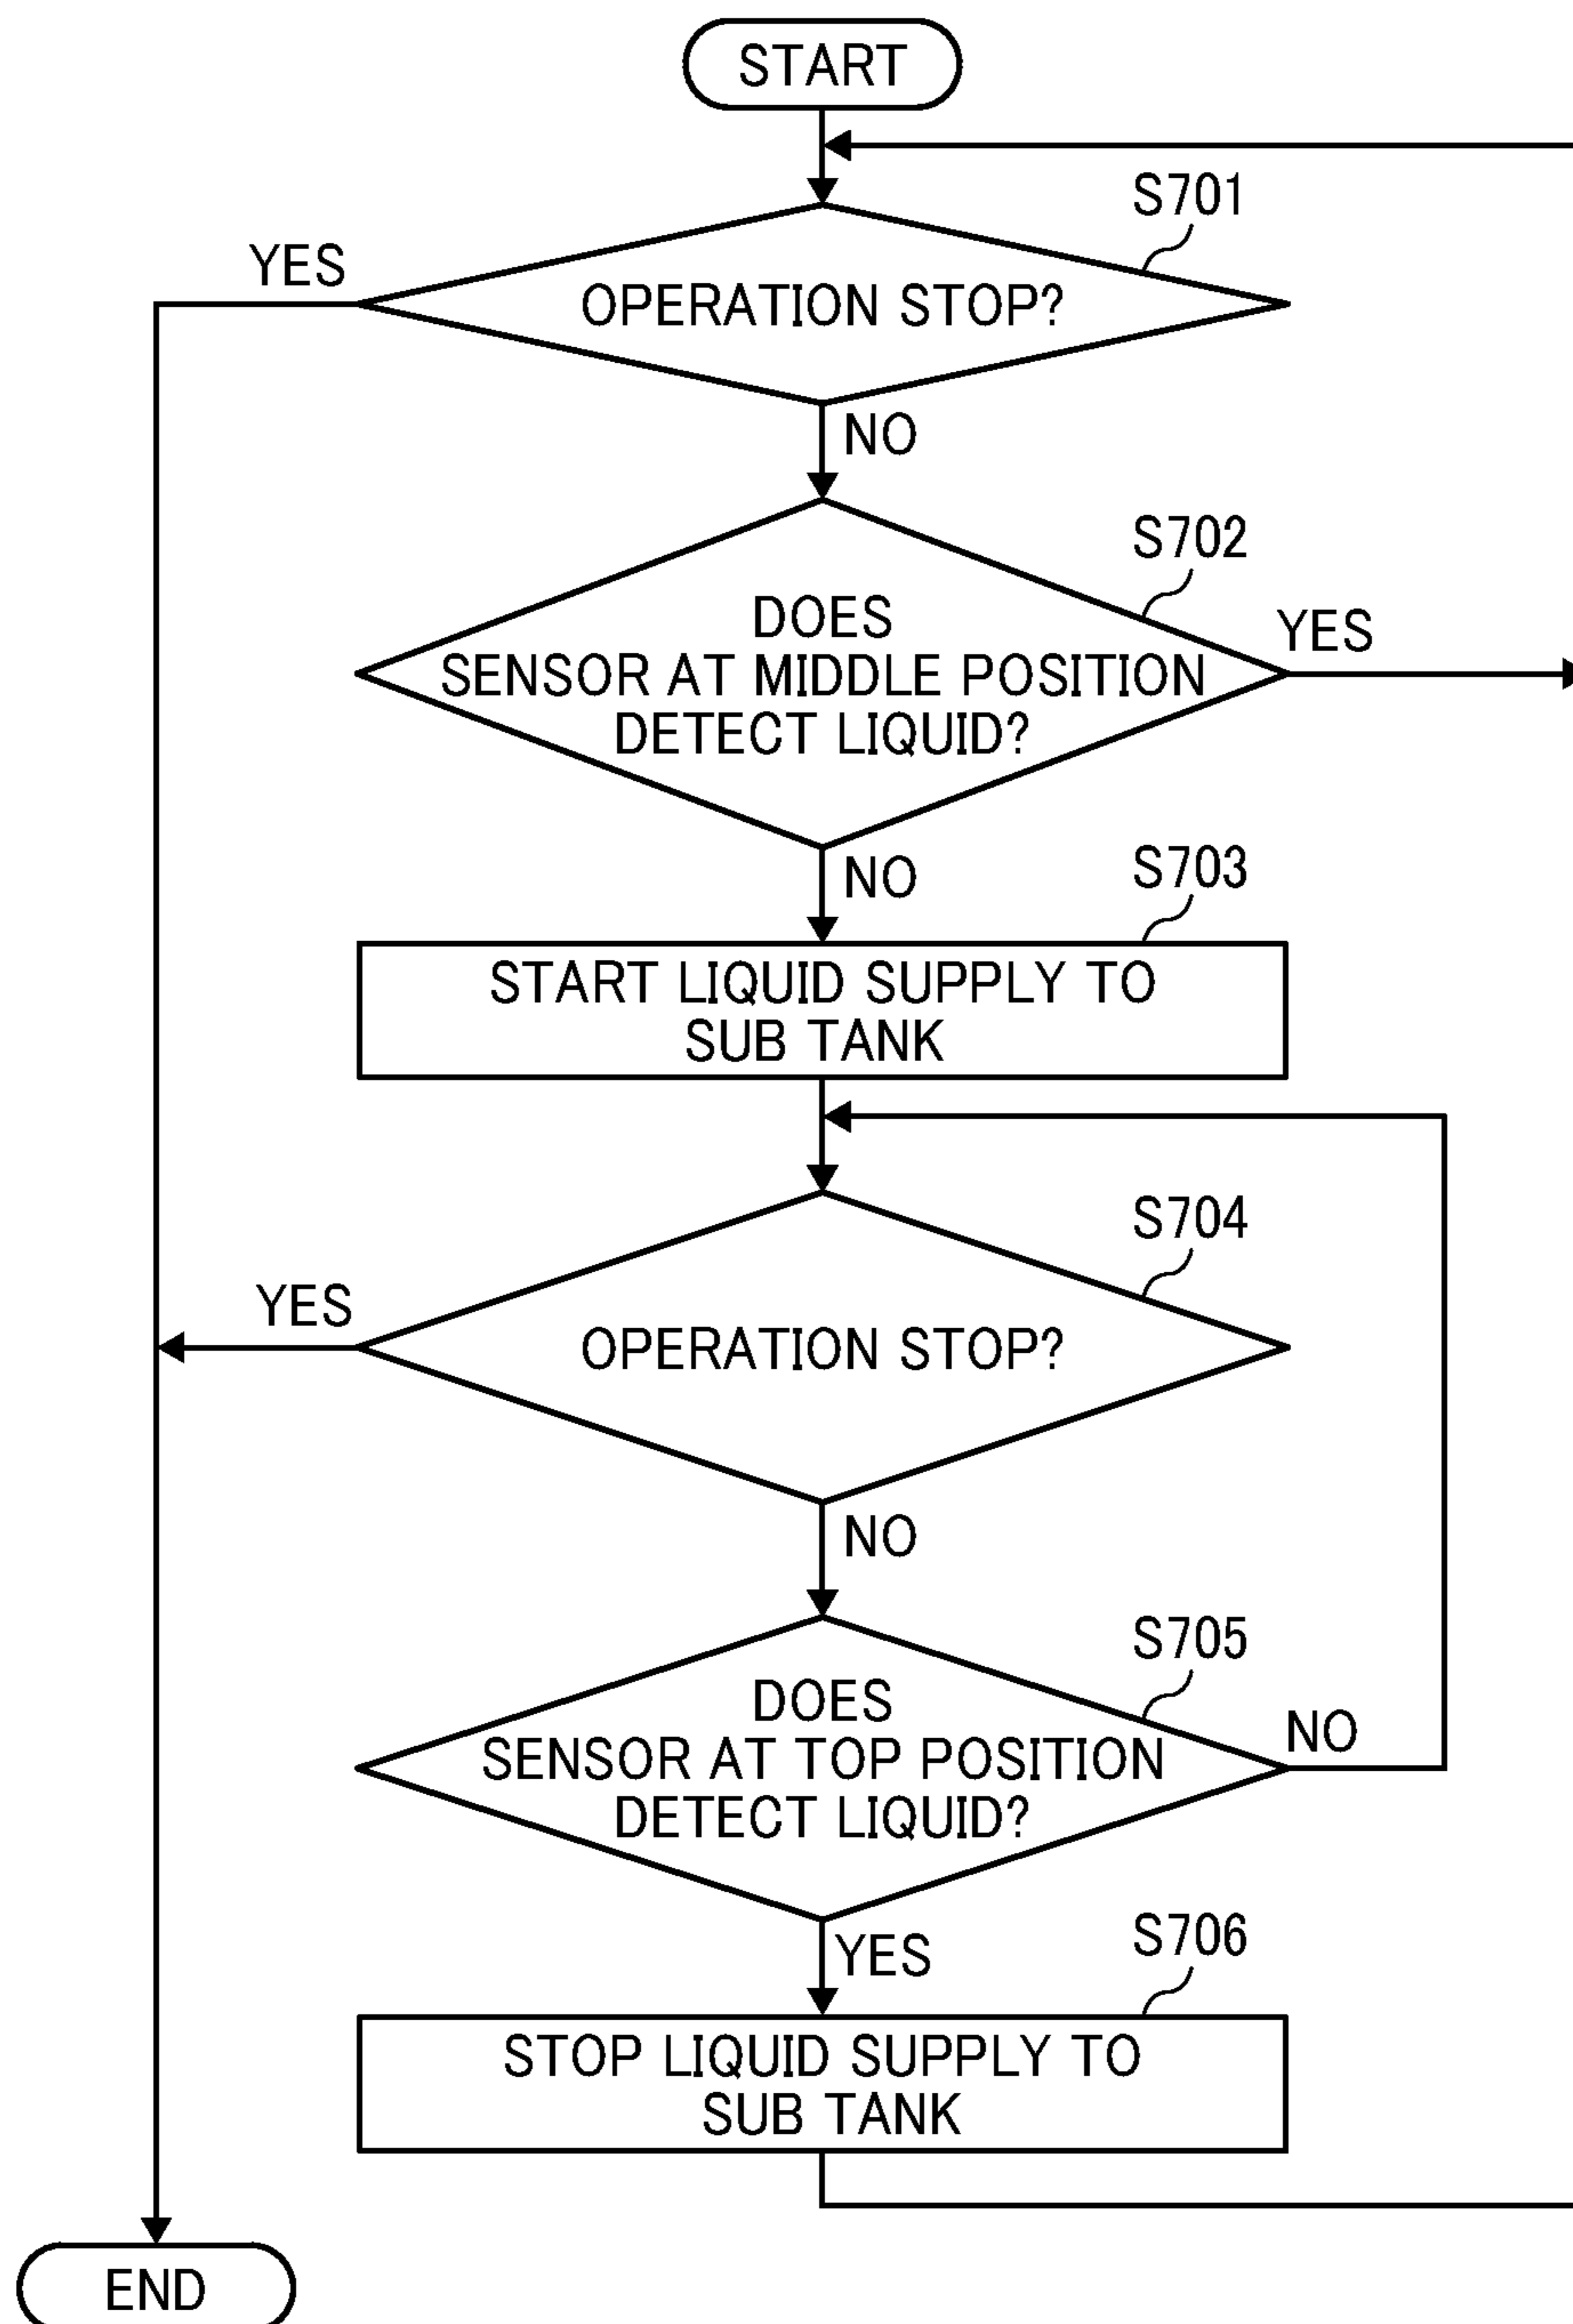 START
S701
YES
OPERATION STOP?
NO
S702
DOES
SENSOR AT MIDDLE POSITION
DETECT LIQUID?
YES
NO
S703
START LIQUID SUPPLY TO
SUB TANK
S704
YES
OPERATION STOP?
NO
S705
DOES
SENSOR AT TOP POSITION
DETECT LIQUID?
NO
YES
S706
STOP LIQUID SUPPLY TO
SUB TANK
END